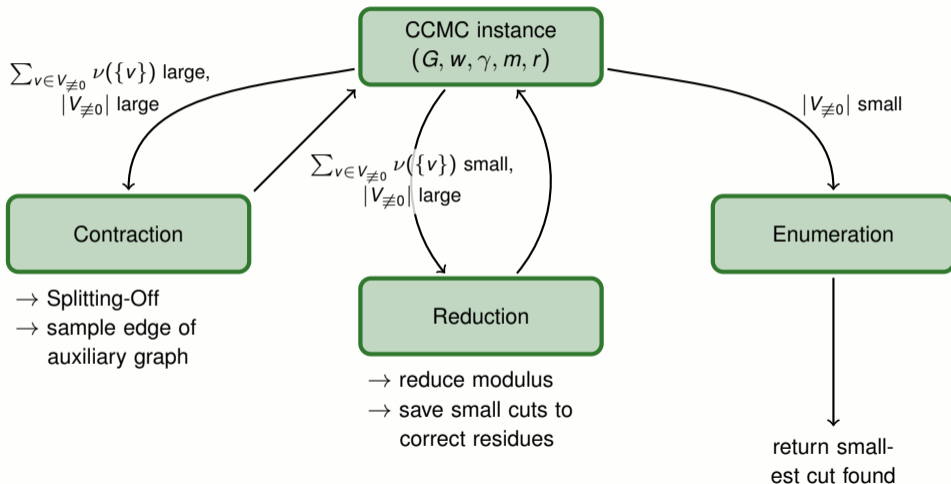 CCMC instance
(G, w, γ, m, r)
∑_{v∈V_{≢0}} ν({v}) large,
|V_{≢0}| large
|V_{≢0}| small
∑_{v∈V_{≢0}} ν({v}) small,
|V_{≢0}| large
Contraction
Enumeration
→ Splitting-Off
→ sample edge of
auxiliary graph
Reduction
→ reduce modulus
→ save small cuts to
correct residues
return small-
est cut found